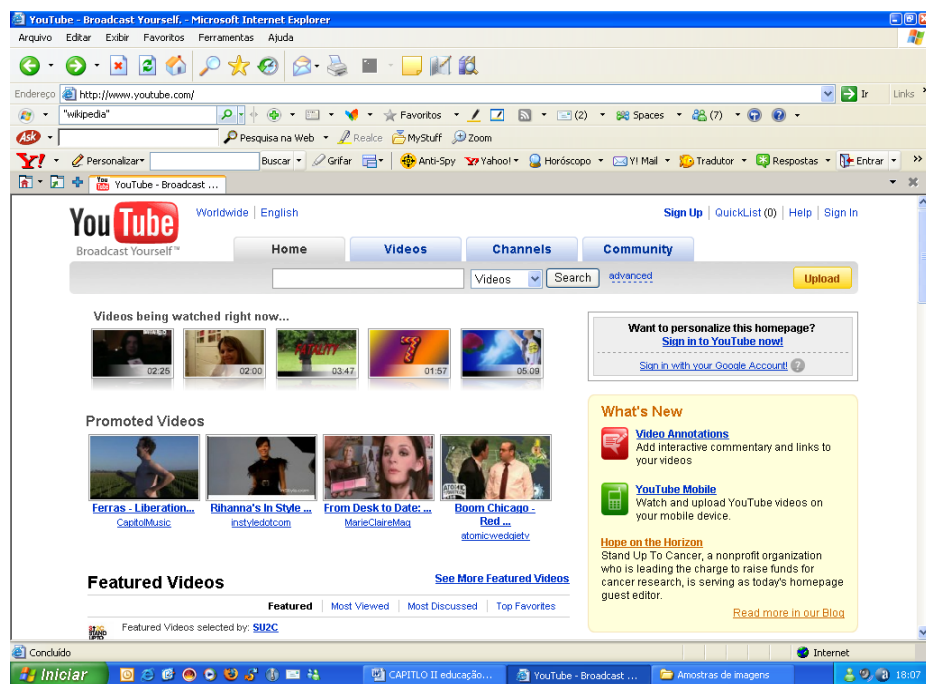 YouTube - Broadcast Yourself. - Microsoft Internet Explorer
Arquivo Editar Exibir Favoritos Ferramentas Ajuda
Endereço http://www.youtube.com/ Ir Links
"wikipedia" Favoritos (2) Spaces (7)
Ask Pesquisa na Web Realce MyStuff Zoom
Y! Personalizar Buscar Grifar Anti-Spy Yahoo! Horóscopo Y! Mail Tradutor Respostas Entrar
YouTube - Broadcast ...
You Tube Worldwide English Sign Up QuickList (0) Help Sign In
Broadcast Yourself™ Home Videos Channels Community
Videos Search advanced Upload
Videos being watched right now...
FATALITY 7
02:25 02:00 03:47 01:57 05:09
Want to personalize this homepage?
Sign in to YouTube now!
Sign in with your Google Account! ?
Promoted Videos
Ferras - Liberation... Rihanna's In Style ... From Desk to Date: ... Boom Chicago - Red ...
CapitolMusic instyledotcom MarieClaireMag atomicwedgietv
What's New
Video Annotations
Add interactive commentary and links to
your videos
YouTube Mobile
Watch and upload YouTube videos on
your mobile device.
Hope on the Horizon
Stand Up To Cancer, a nonprofit organization
who is leading the charge to raise funds for
cancer research, is serving as today's homepage
guest editor.
Read more in our Blog
Featured Videos See More Featured Videos
Featured Most Viewed Most Discussed Top Favorites
Featured Videos selected by: SU2C
Concluído Internet
Iniciar CAPITLO II educação... YouTube - Broadcast ... Amostras de imagens 18:07